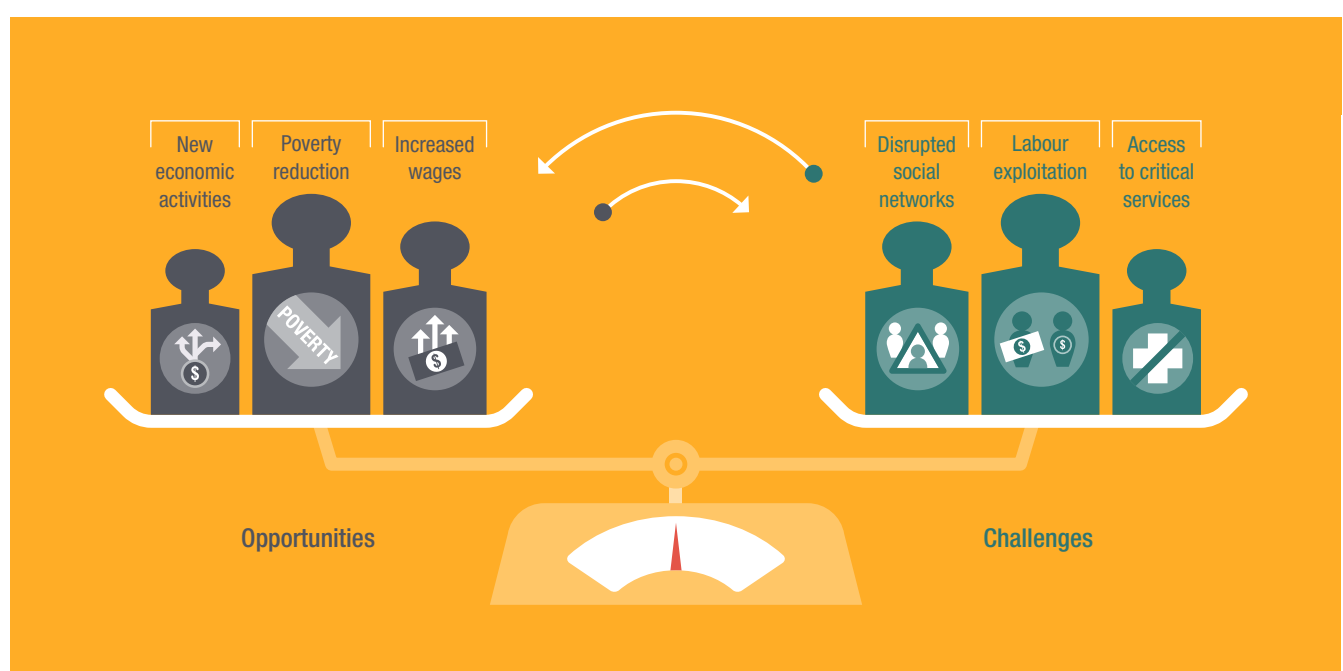 New
economic
activities
Poverty
reduction
Increased
wages
Disrupted
social
networks
Labour
exploitation
Access
to critical
services
$
POVERTY
$
$
$
Opportunities
Challenges